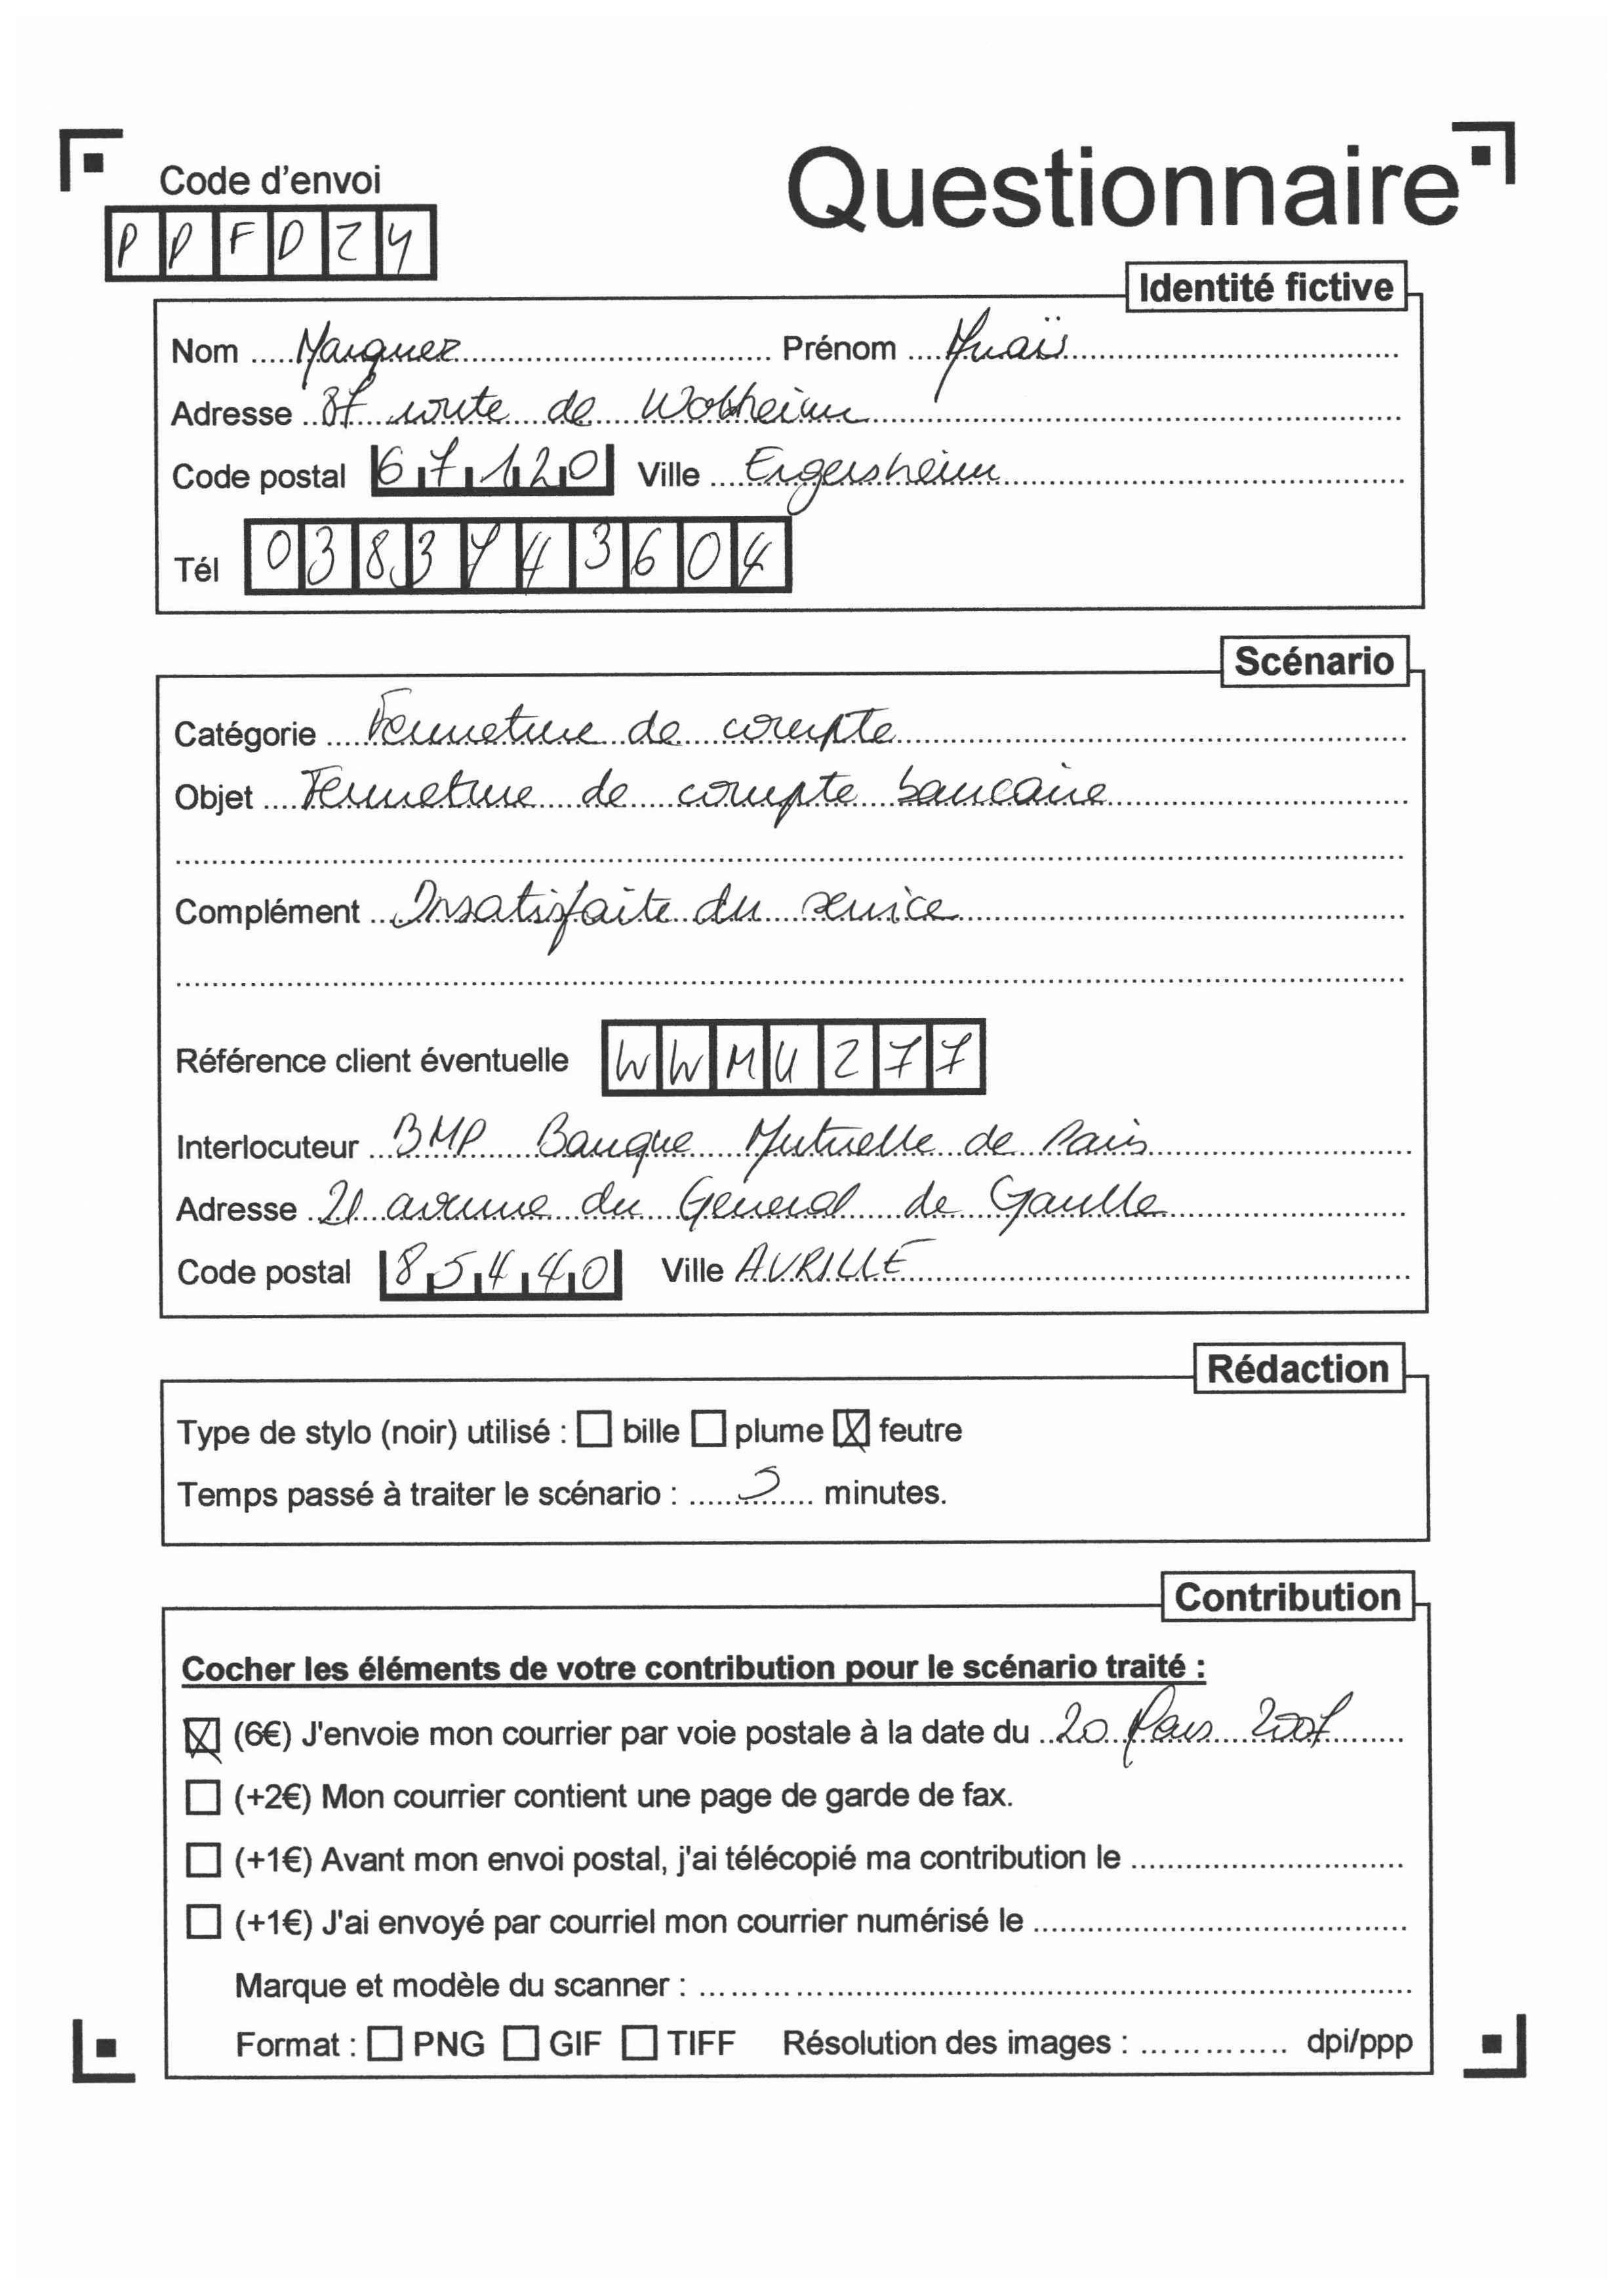 Code d'envoi
Questionnaire
P P F D Z Y
Identité fictive
Nom Marquez Prénom Anaïs
Adresse 87 route de Wolxheim
Code postal 67120 Ville Ergersheim
Tél 0383743604
Scénario
Catégorie Fermeture de compte
Objet Fermeture de compte bancaire
Complément Insatisfaite du service
Référence client éventuelle WWMU277
Interlocuteur BMP Banque Mutuelle de Paris
Adresse 21 avenue du Général de Gaulle
Code postal 85440 Ville AVRILLE
Rédaction
Type de stylo (noir) utilisé : bille plume feutre
Temps passé à traiter le scénario : 5 minutes.
Contribution
Cocher les éléments de votre contribution pour le scénario traité :
(6€) J'envoie mon courrier par voie postale à la date du 20 Mars 2007
(+2€) Mon courrier contient une page de garde de fax.
(+1€) Avant mon envoi postal, j'ai télécopié ma contribution le
(+1€) J'ai envoyé par courriel mon courrier numérisé le
Marque et modèle du scanner :
Format : PNG GIF TIFF Résolution des images : dpi/ppp